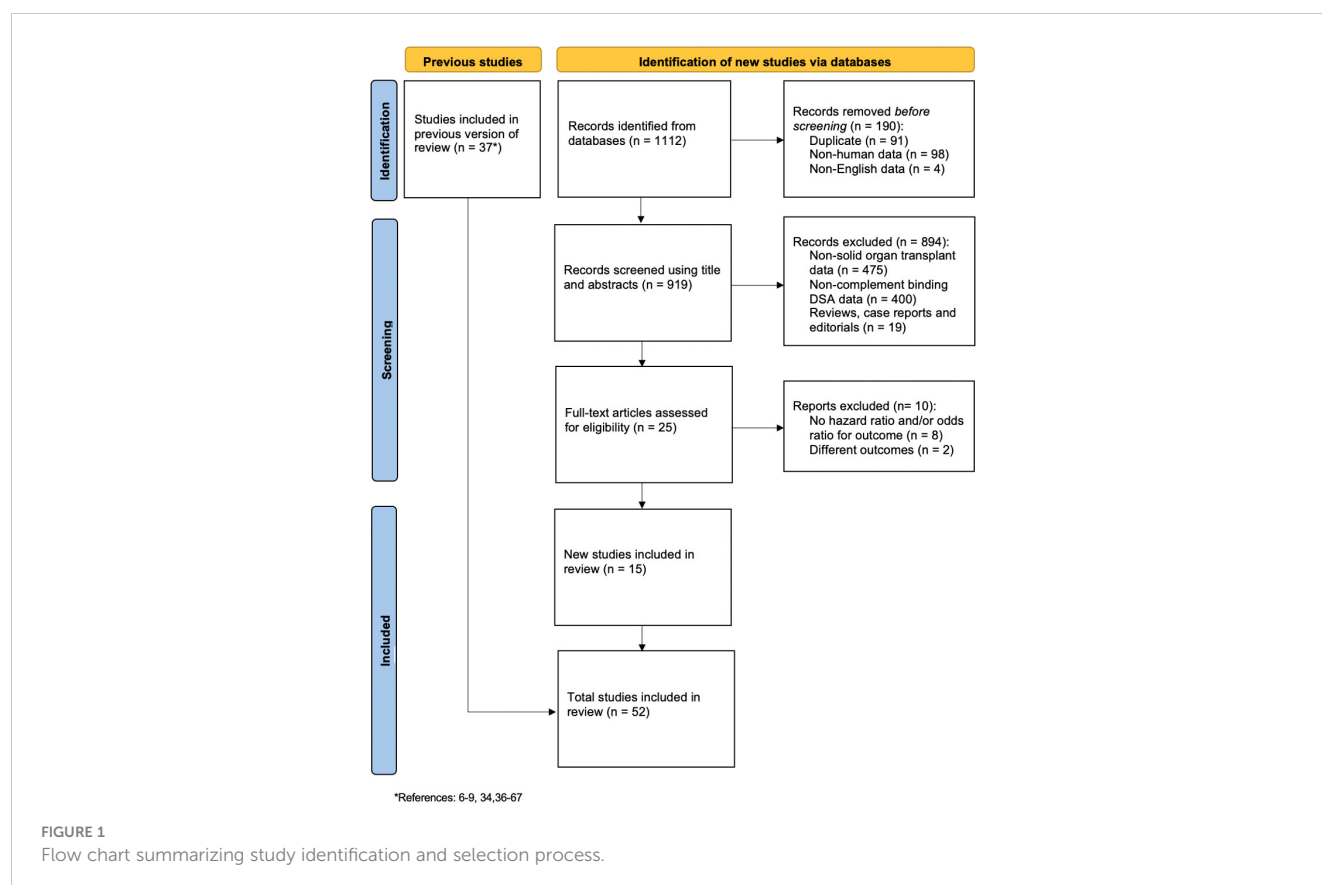 Previous studies
Identification of new studies via databases
Identification
Studies included in
previous version of
review (n = 37*)
Records identified from
databases (n = 1112)
Records removed before
screening (n = 190):
Duplicate (n = 91)
Non-human data (n = 98)
Non-English data (n = 4)
Screening
Records screened using title
and abstracts (n = 919)
Records excluded (n = 894):
Non-solid organ transplant
data (n = 475)
Non-complement binding
DSA data (n = 400)
Reviews, case reports and
editorials (n = 19)
Full-text articles assessed
for eligibility (n = 25)
Reports excluded (n= 10):
No hazard ratio and/or odds
ratio for outcome (n = 8)
Different outcomes (n = 2)
Included
New studies included in
review (n = 15)
Total studies included in
review (n = 52)
*References: 6-9, 34,36-67
FIGURE 1
Flow chart summarizing study identification and selection process.